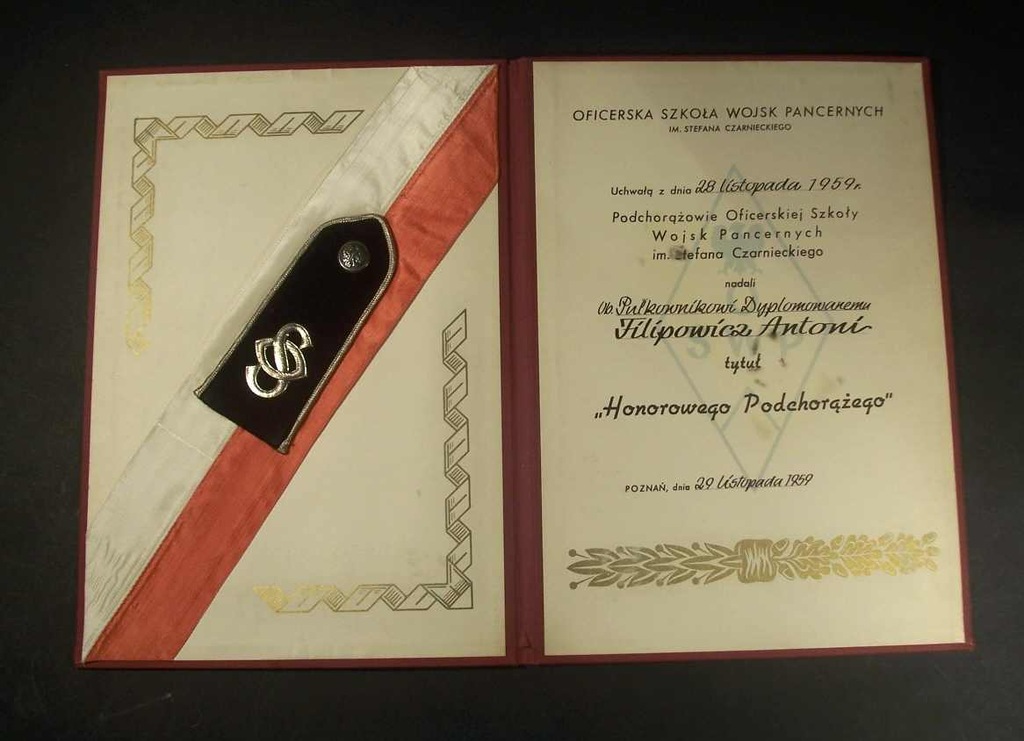 OFICERSKA SZKOŁA WOJSK PANCERNYCH
IM. STEFANA CZARNIECKIEGO
Uchwałą z dnia 28 listopada 1959r.
Podchorążowie Oficerskiej Szkoły
Wojsk Pancernych
im. Stefana Czarnieckiego
nadali
Ob. Pułkownikowi Dyplomowanemu
Filipowicz Antoni
tytuł
„Honorowego Podchorążego"
POZNAŃ, dnia 29 Listopada 1959